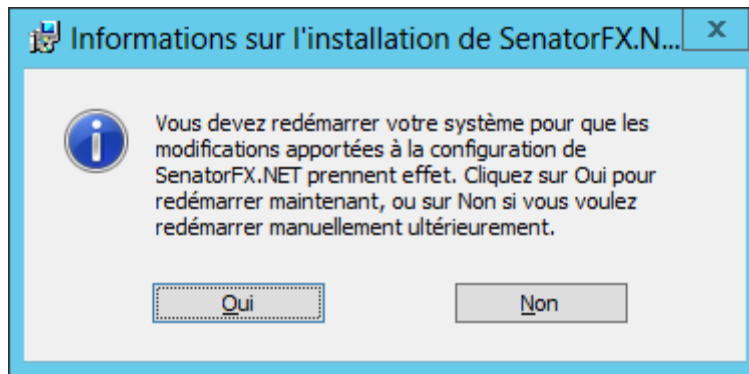 Informations sur l'installation de SenatorFX.N...
Vous devez redémarrer votre système pour que les
modifications apportées à la configuration de
SenatorFX.NET prennent effet. Cliquez sur Oui pour
redémarrer maintenant, ou sur Non si vous voulez
redémarrer manuellement ultérieurement.
Oui
Non